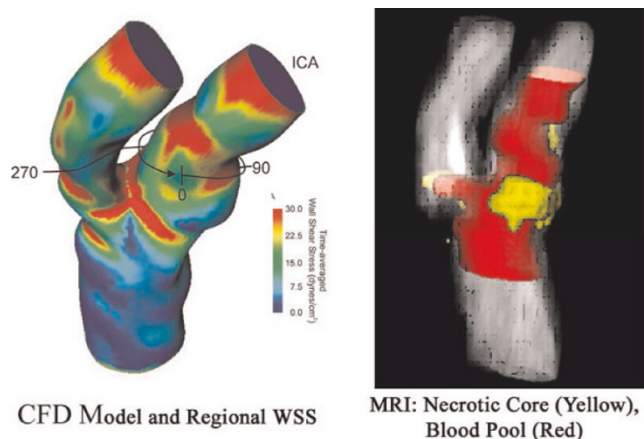 ICA
270
90
0
30.0
22.5
15.0
7.5
0.0
Time-averaged
Wall Shear Stress (dynes/cm²)
CFD Model and Regional WSS
MRI: Necrotic Core (Yellow),
Blood Pool (Red)